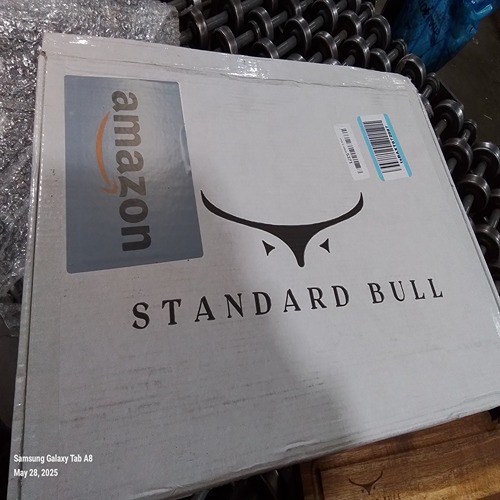 amazon
STANDARD BULL
Samsung Galaxy Tab A8
May 28, 2025